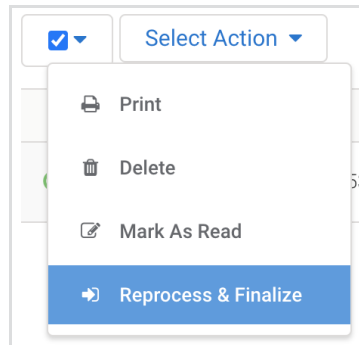 Select Action
Print
Delete
Mark As Read
Reprocess & Finalize